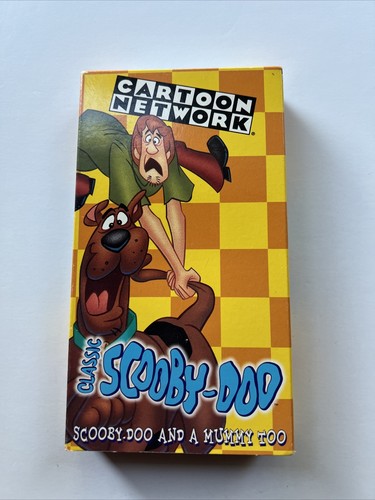 CARTOON
NETWORK®
CLASSIC
SCOOBY-DOO
SCOOBY-DOO AND A MUMMY TOO